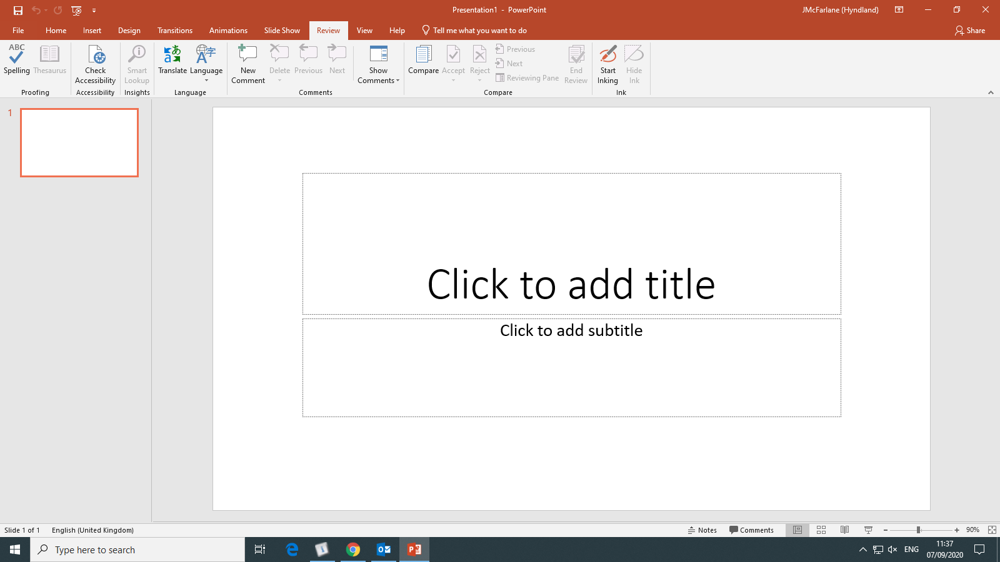 Presentation1 - PowerPoint
JMcFarlane (Hyndland)
File Home Insert Design Transitions Animations Slide Show Review View Help Tell me what you want to do Share
ABC
Spelling Thesaurus
Proofing
Check Accessibility
Accessibility
Smart Lookup
Insights
Translate Language
Language
New Comment Delete Previous Next Show Comments
Comments
Compare Accept Reject
Previous
Next
Reviewing Pane
End Review
Compare
Start Inking Hide Ink
Ink
1
Click to add title
Click to add subtitle
Slide 1 of 1 English (United Kingdom) Notes Comments 90%
Type here to search
ENG
11:37
07/09/2020